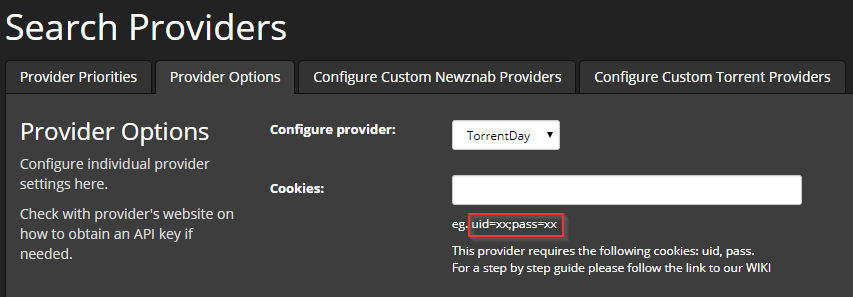 Search Providers
Provider Priorities
Provider Options
Configure Custom Newznab Providers
Configure Custom Torrent Providers
Provider Options
Configure individual provider
settings here.
Check with provider's website on
how to obtain an API key if
needed.
Configure provider:
TorrentDay
Cookies:
eg. uid=xx;pass=xx
This provider requires the following cookies: uid, pass.
For a step by step guide please follow the link to our WIKI